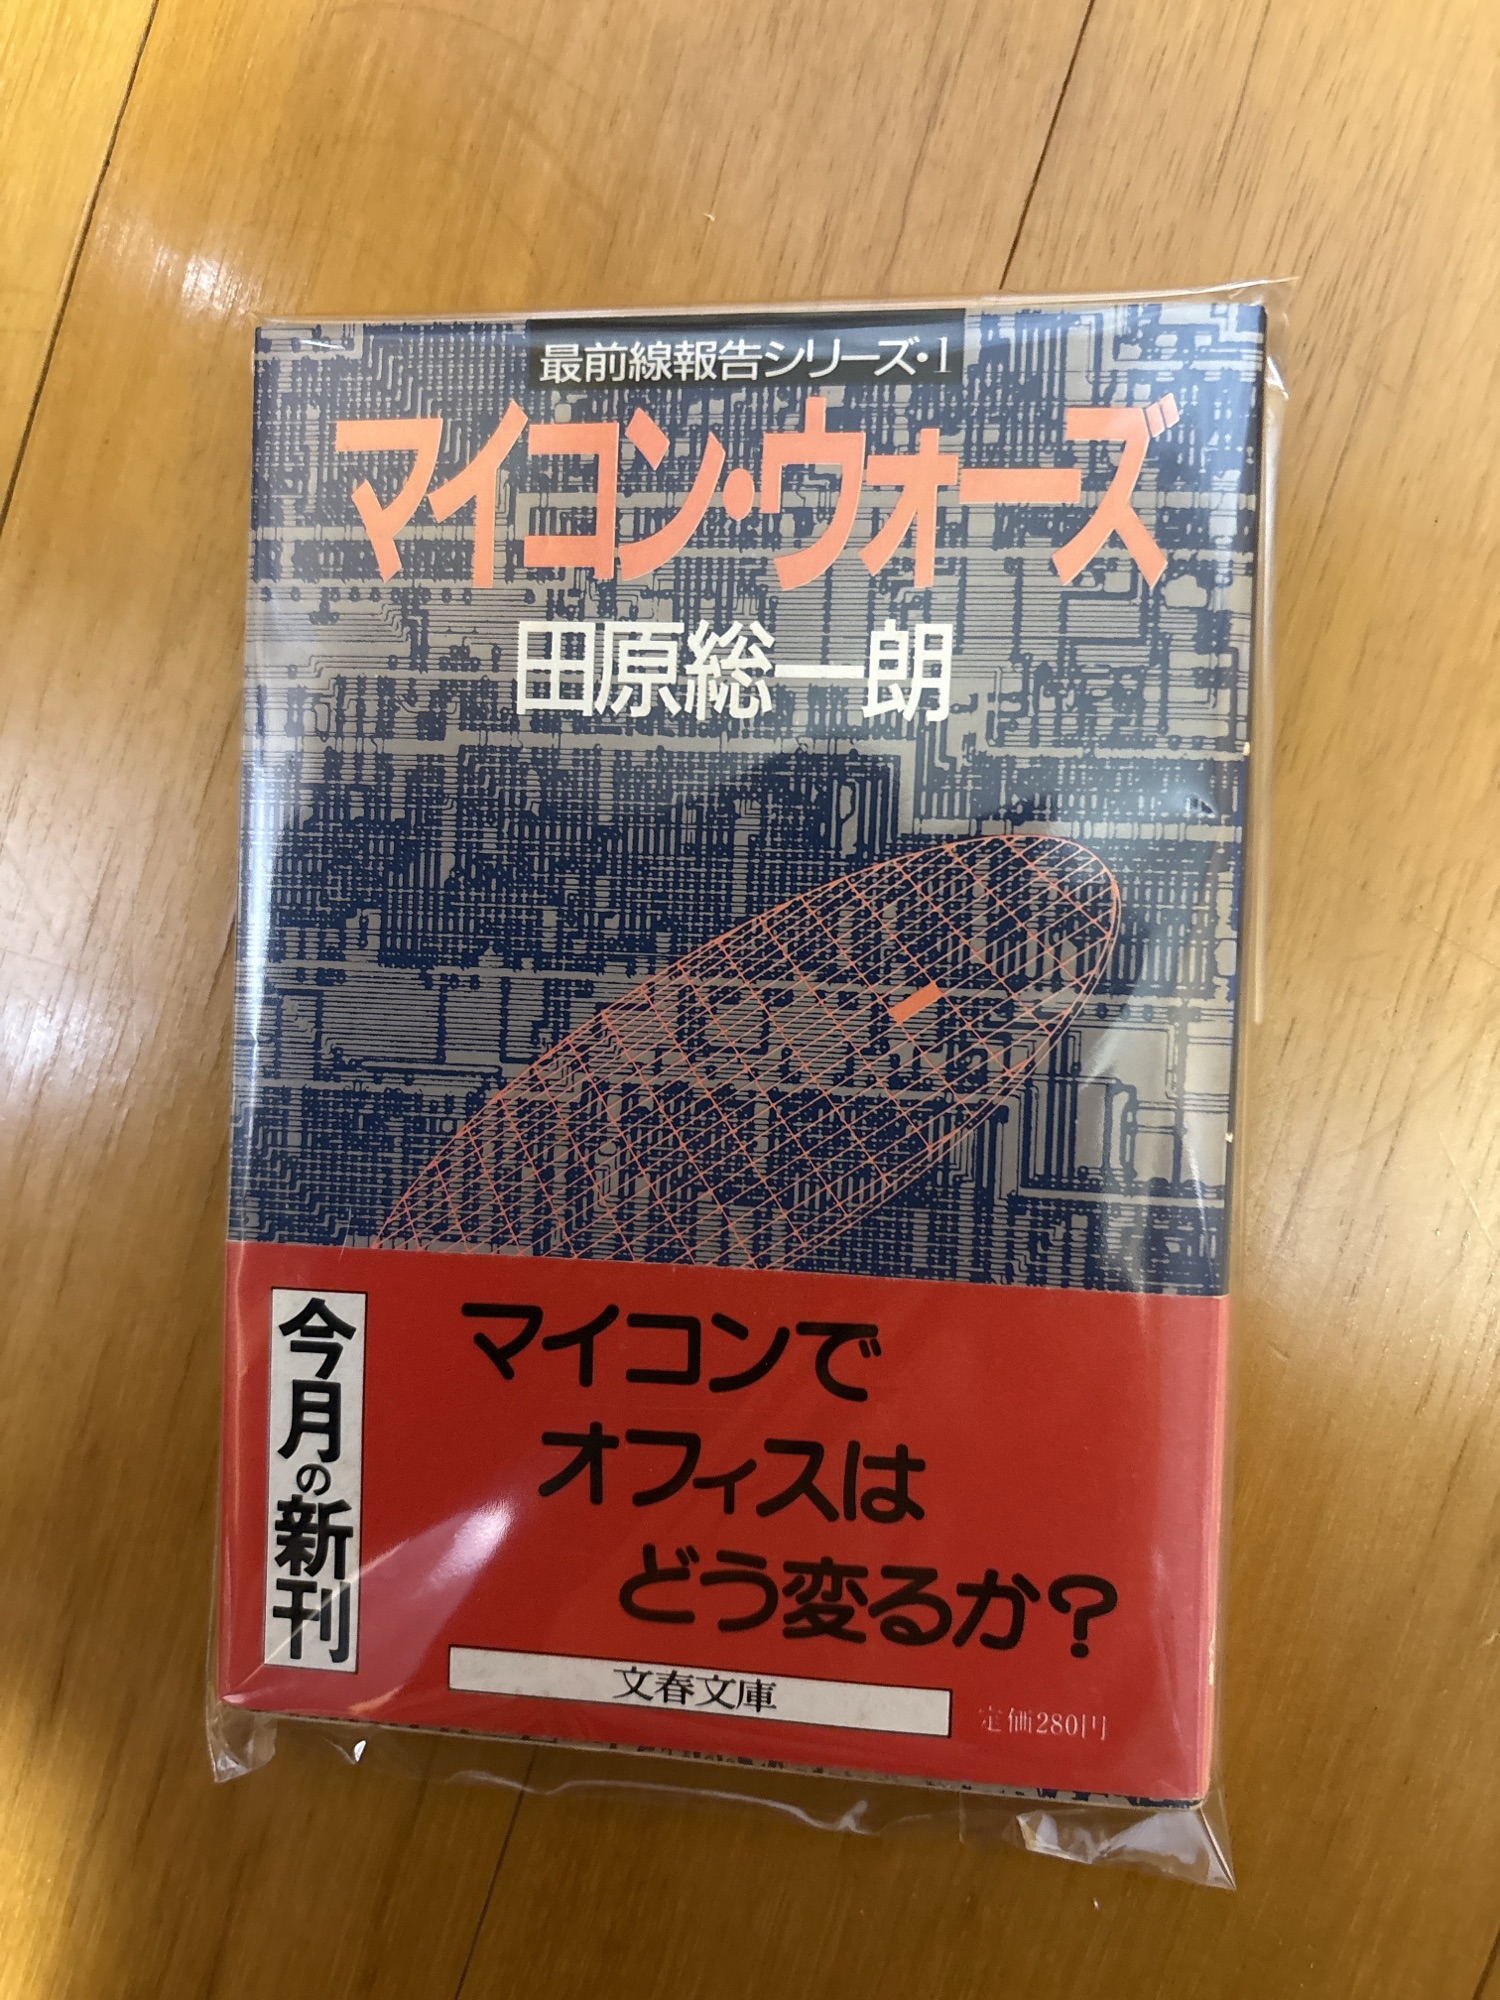 最前線報告シリーズ・1
マイコン・ウォーズ
田原総一朗
今月の新刊
マイコンで
オフィスは
どう変るか?
文春文庫
定価280円